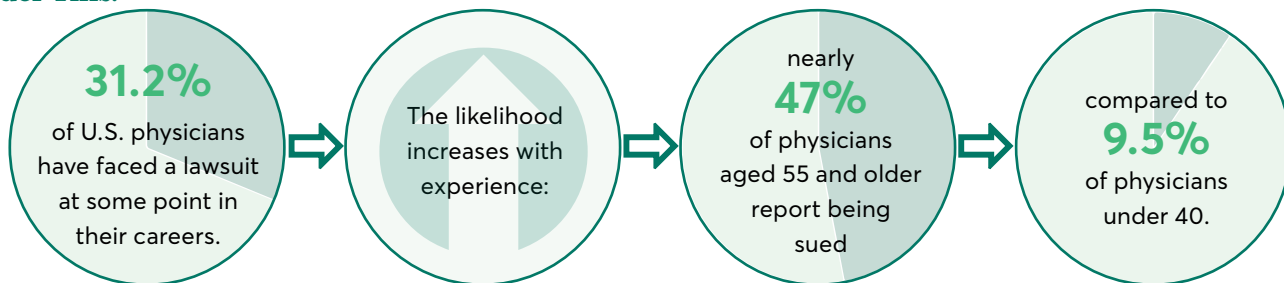 31.2%
of U.S. physicians
have faced a lawsuit
at some point in
their careers.
The likelihood
increases with
experience:
nearly
47%
of physicians
aged 55 and older
report being
sued
compared to
9.5%
of physicians
under 40.